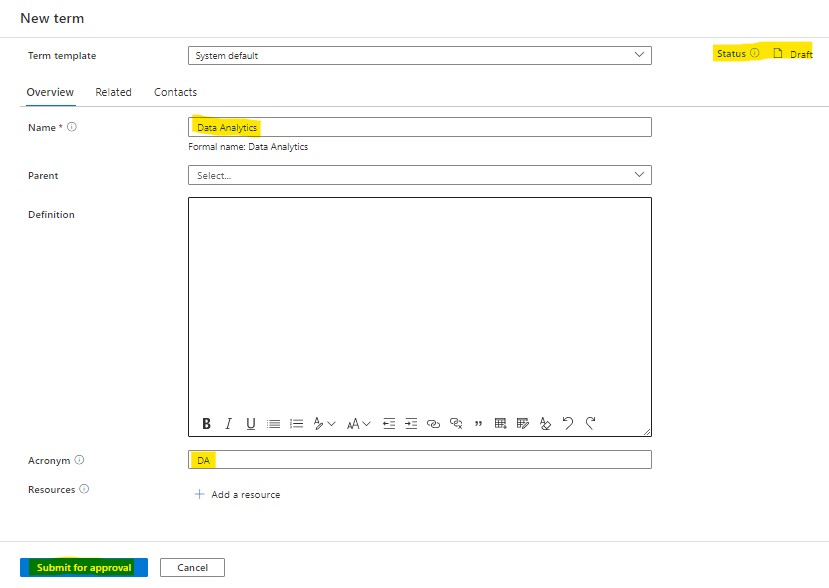 New term
Term template
System default
Status
Draft
Overview Related Contacts
Name *
Data Analytics
Formal name: Data Analytics
Parent
Select...
Definition
B I U
Acronym
DA
Resources
+ Add a resource
Submit for approval
Cancel